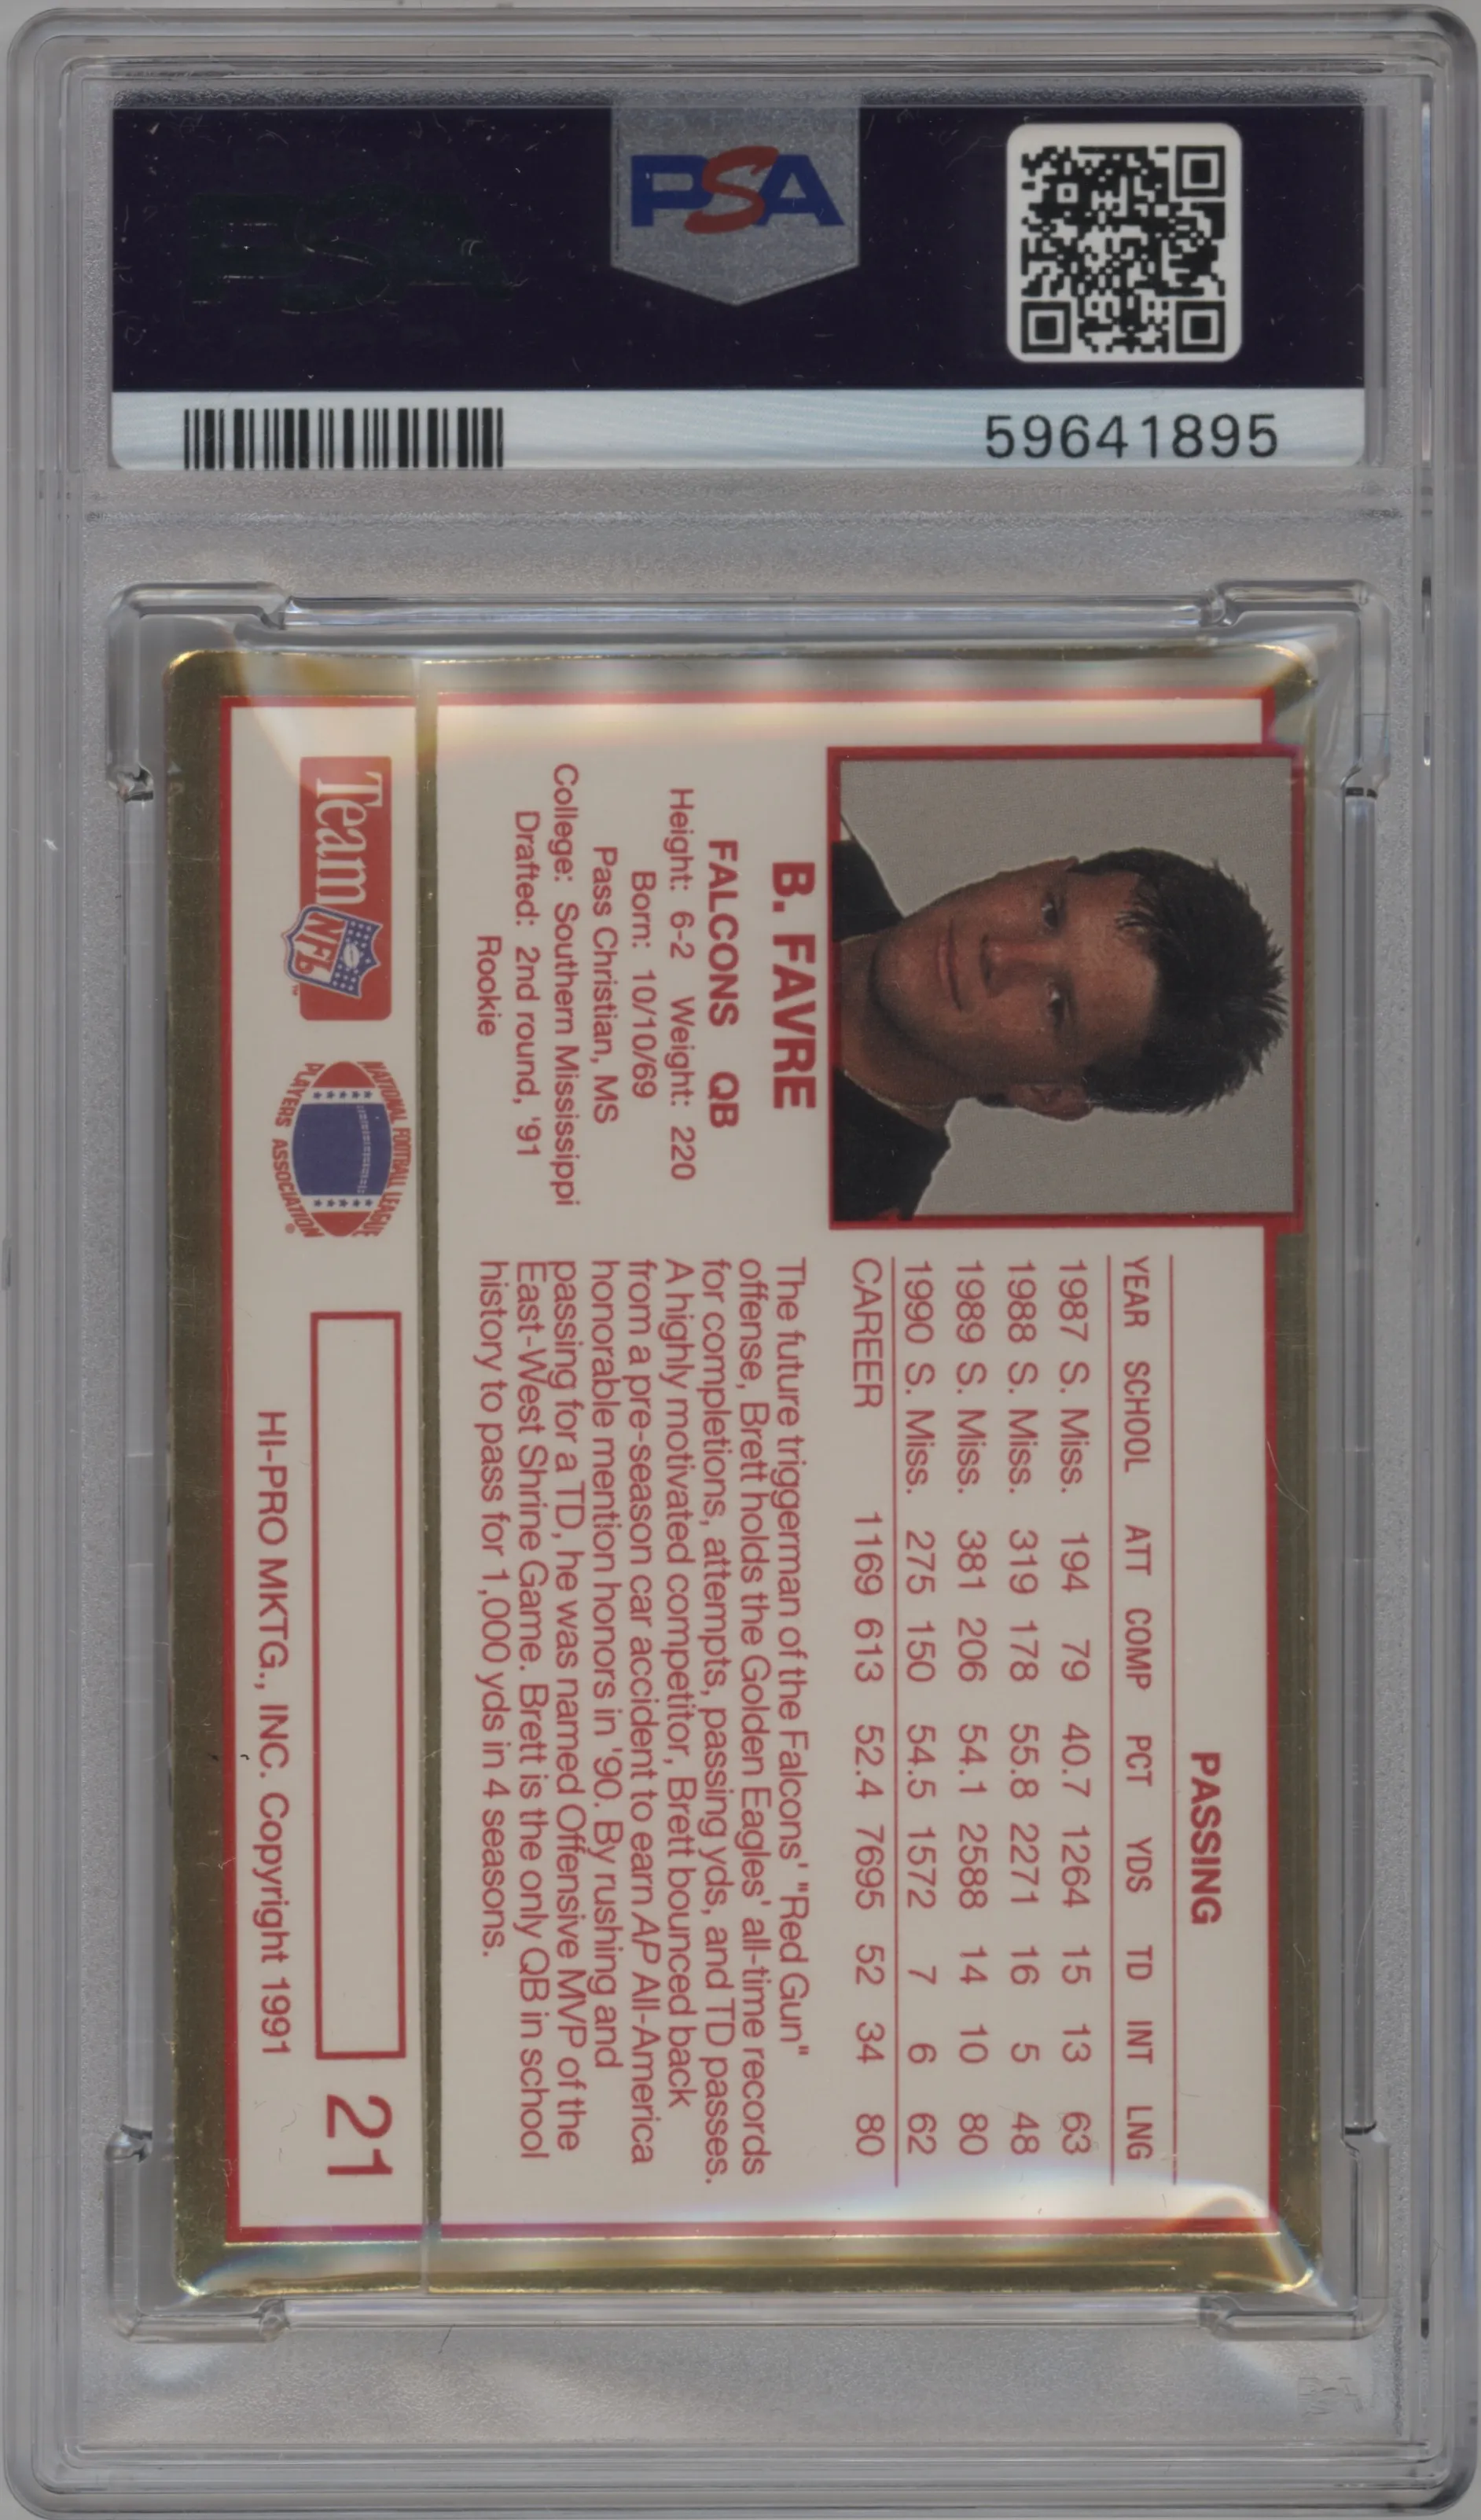 PSA
59641895
PASSING
YEAR SCHOOL ATT COMP PCT YDS TD INT LNG
1987 S. Miss. 194 79 40.7 1264 15 13 63
1988 S. Miss. 319 178 55.8 2271 16 5 48
1989 S. Miss. 381 206 54.1 2588 14 10 80
1990 S. Miss. 275 150 54.5 1572 7 6 62
CAREER 1169 613 52.4 7695 52 34 80
B. FAVRE
FALCONS QB
Height: 6-2 Weight: 220
Born: 10/10/69
Pass Christian, MS
College: Southern Mississippi
Drafted: 2nd round, '91
Rookie
The future triggerman of the Falcons' "Red Gun"
offense, Brett holds the Golden Eagles' all-time records
for completions, attempts, passing yds, and TD passes.
A highly motivated competitor, Brett bounced back
from a pre-season car accident to earn AP All-America
honorable mention honors in '90. By rushing and
passing for a TD, he was named Offensive MVP of the
East-West Shrine Game. Brett is the only QB in school
history to pass for 1,000 yds in 4 seasons.
Team NFL™
NATIONAL FOOTBALL LEAGUE
PLAYERS ASSOCIATION®
21
HI-PRO MKTG., INC. Copyright 1991